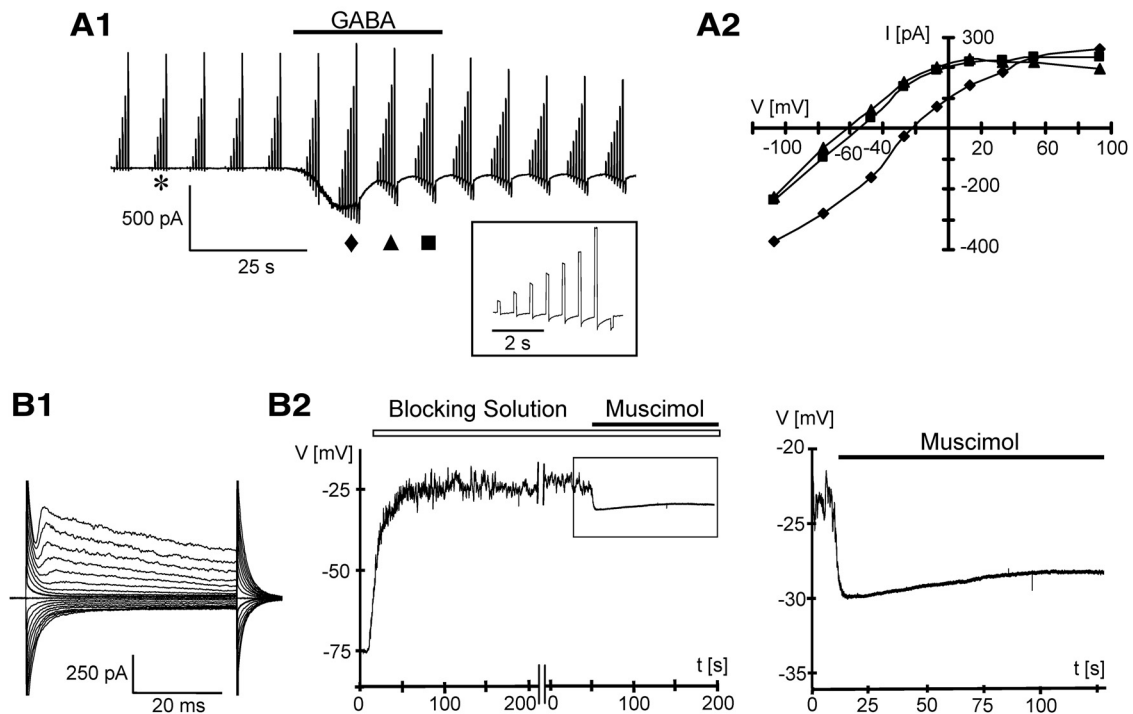 A1
GABA
*
500 pA
25 s
2 s
A2
I [pA]
300
V [mV]
-100
-60
-40
20
60
100
-200
-400
B1
250 pA
20 ms
B2
Blocking Solution
Muscimol
V [mV]
-25
-50
-75
t [s]
0
100
200
0
100
200
V [mV]
-20
Muscimol
-25
-30
-35
t [s]
0
25
50
75
100